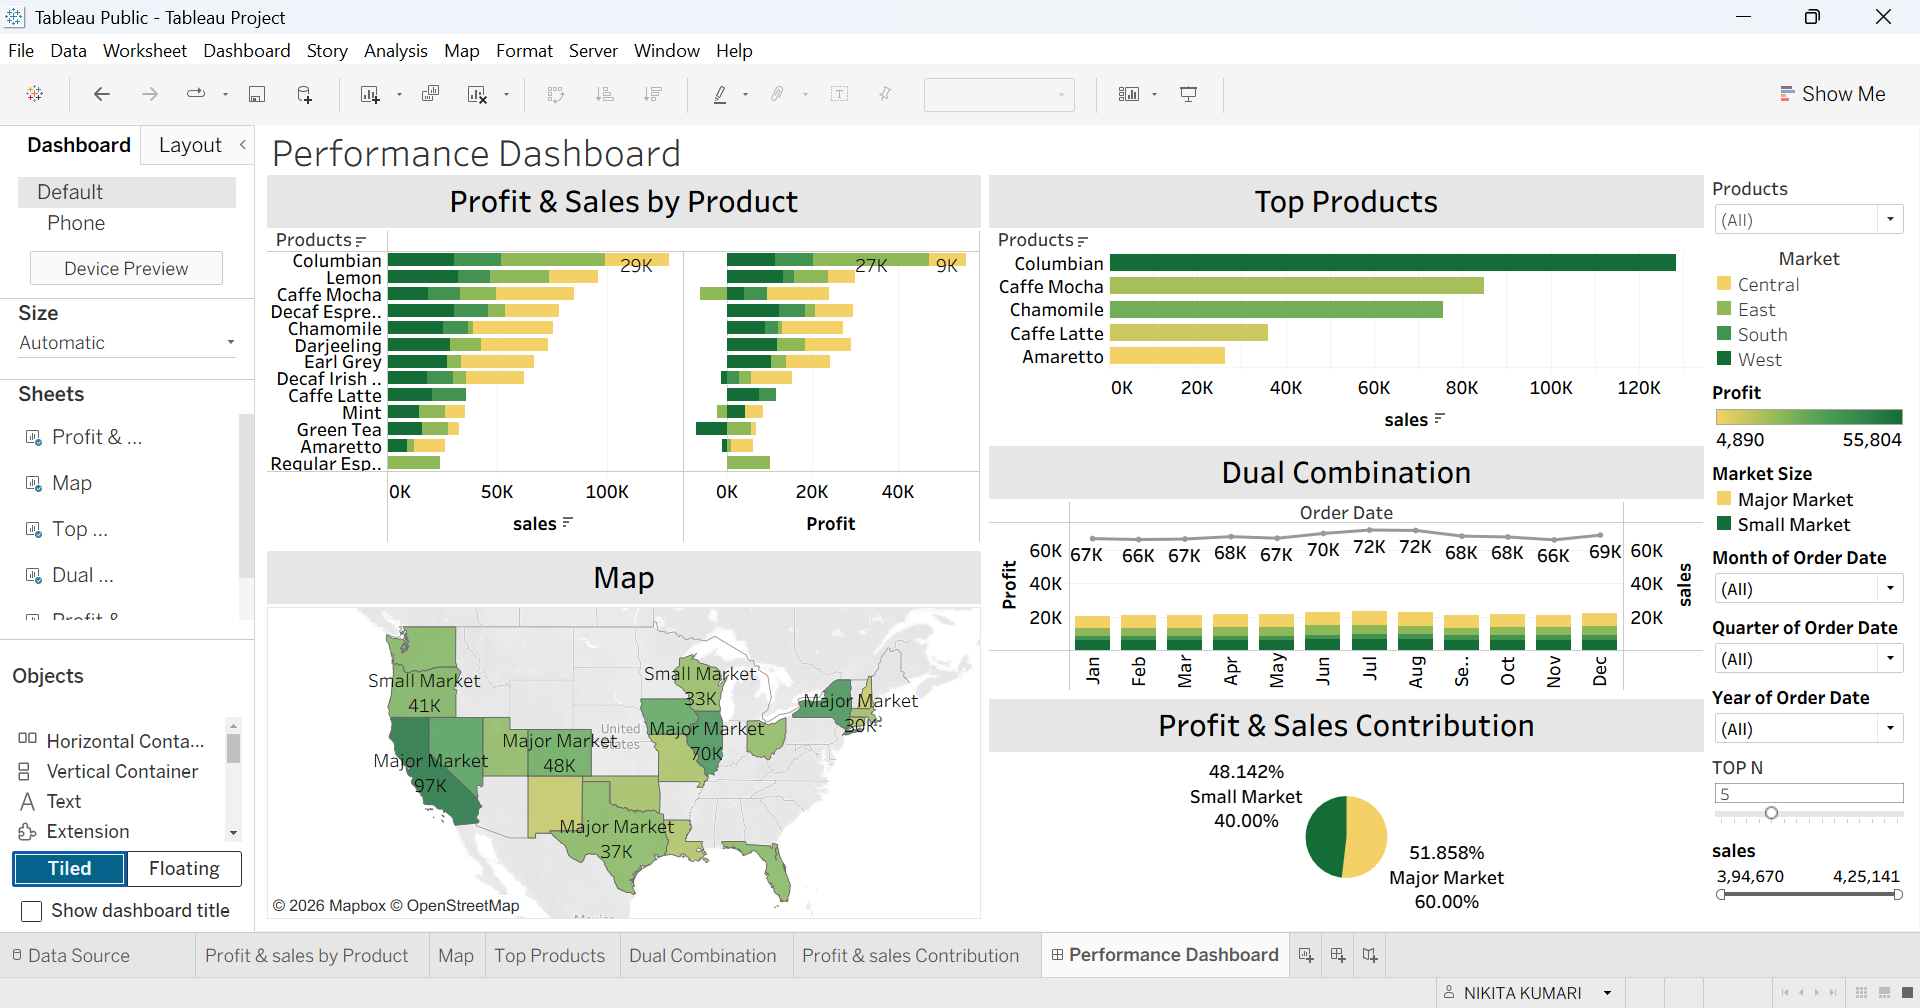 Tableau Public - Tableau Project
File Data Worksheet Dashboard Story Analysis Map Format Server Window Help
Show Me
Dashboard Layout
Default
Phone
Device Preview
Size
Automatic
Sheets
Profit & ...
Map
Top ...
Dual ...
Profit &
Objects
Horizontal Conta...
Vertical Container
Text
Extension
Tiled Floating
Show dashboard title
Performance Dashboard
Profit & Sales by Product
Products
Columbian 29K 27K 9K
Lemon
Caffe Mocha
Decaf Espre..
Chamomile
Darjeeling
Earl Grey
Decaf Irish ..
Caffe Latte
Mint
Green Tea
Amaretto
Regular Esp..
0K 50K 100K 0K 20K 40K
sales Profit
Map
Small Market
41K
Major Market
97K
Major Market
48K
United
States
Small Market
33K
Major Market
70K
Major Market
30K
Major Market
37K
Mexico
© 2026 Mapbox © OpenStreetMap
Top Products
Products
Columbian
Caffe Mocha
Chamomile
Caffe Latte
Amaretto
0K 20K 40K 60K 80K 100K 120K
sales
Dual Combination
Order Date
Profit
60K
40K
20K
67K 66K 67K 68K 67K 70K 72K 72K 68K 68K 66K 69K
60K
40K
20K
sales
Jan Feb Mar Apr May Jun Jul Aug Se.. Oct Nov Dec
Profit & Sales Contribution
48.142%
Small Market
40.00%
51.858%
Major Market
60.00%
Products
(All)
Market
Central
East
South
West
Profit
4,890 55,804
Market Size
Major Market
Small Market
Month of Order Date
(All)
Quarter of Order Date
(All)
Year of Order Date
(All)
TOP N
5
sales
3,94,670 4,25,141
Data Source Profit & sales by Product Map Top Products Dual Combination Profit & sales Contribution Performance Dashboard
NIKITA KUMARI